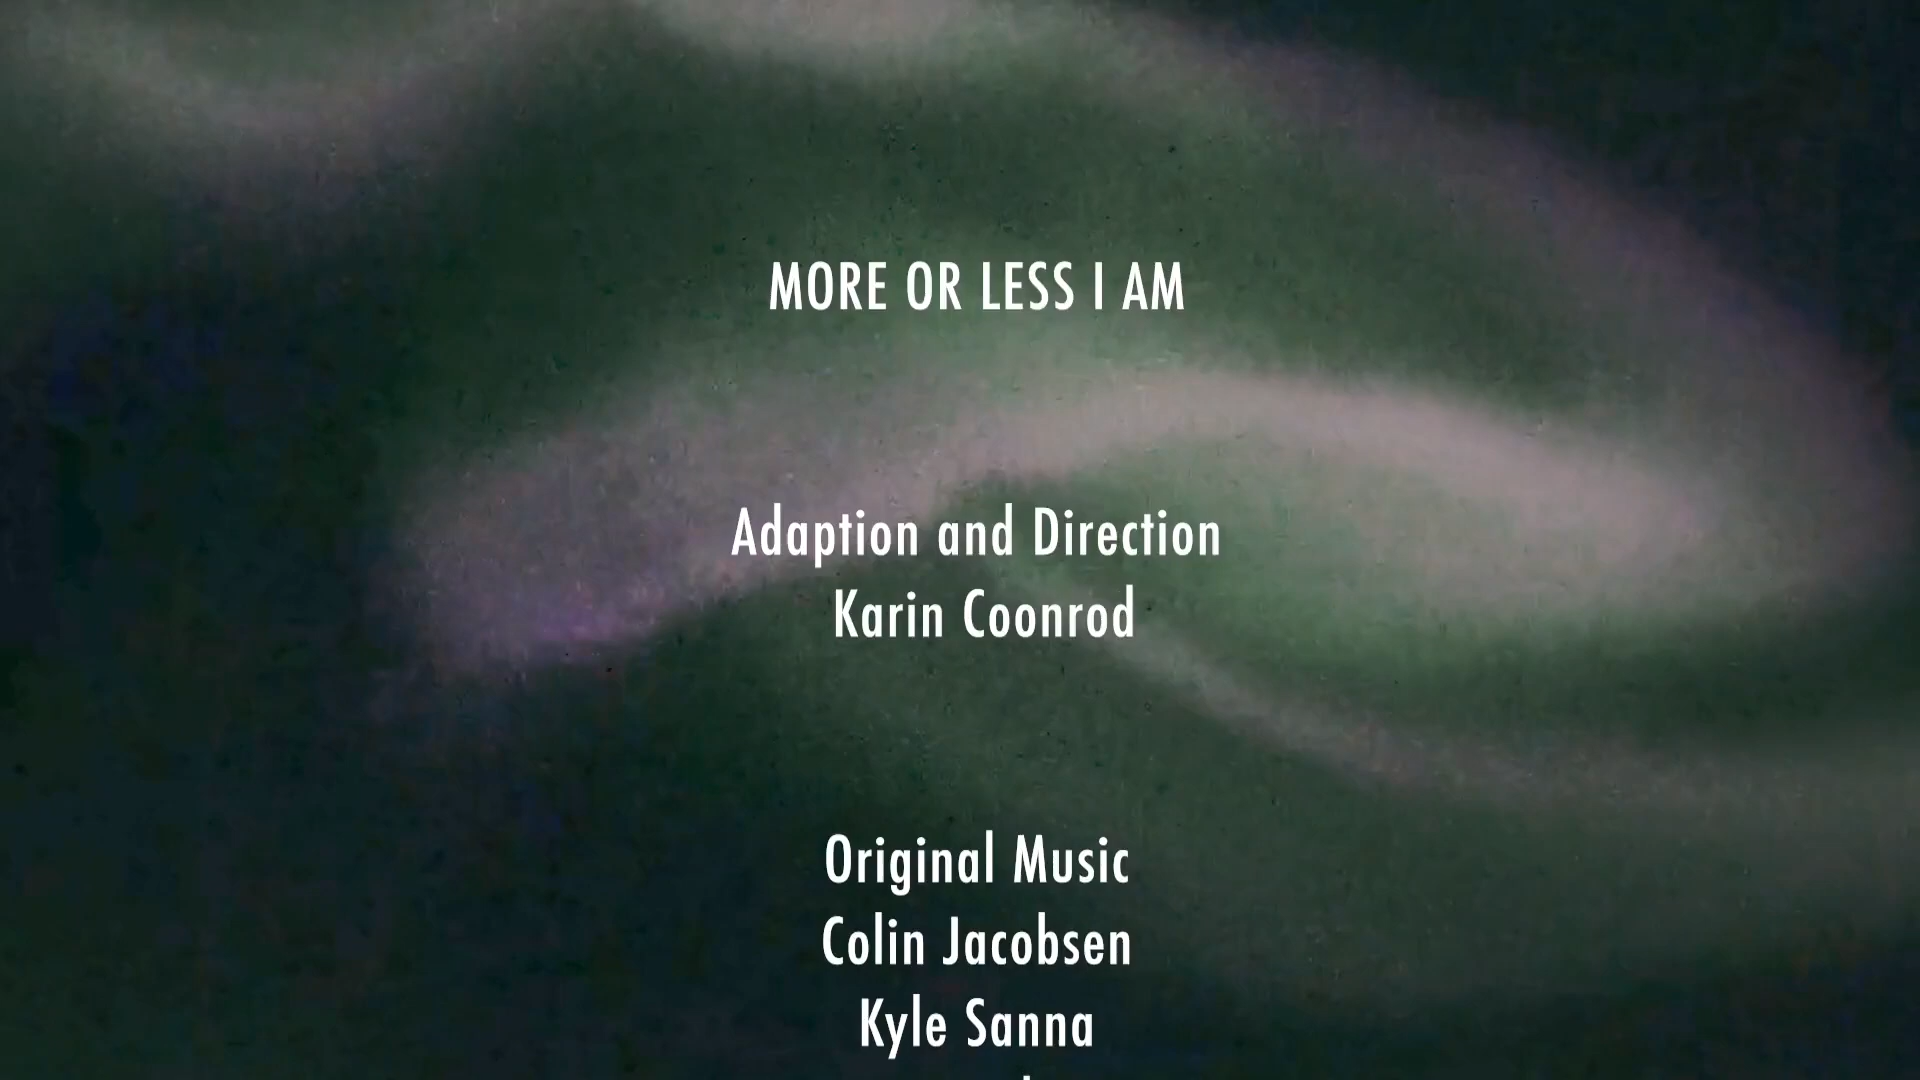 MORE OR LESS I AM
Adaption and Direction
Karin Coonrod
Original Music
Colin Jacobsen
Kyle Sanna